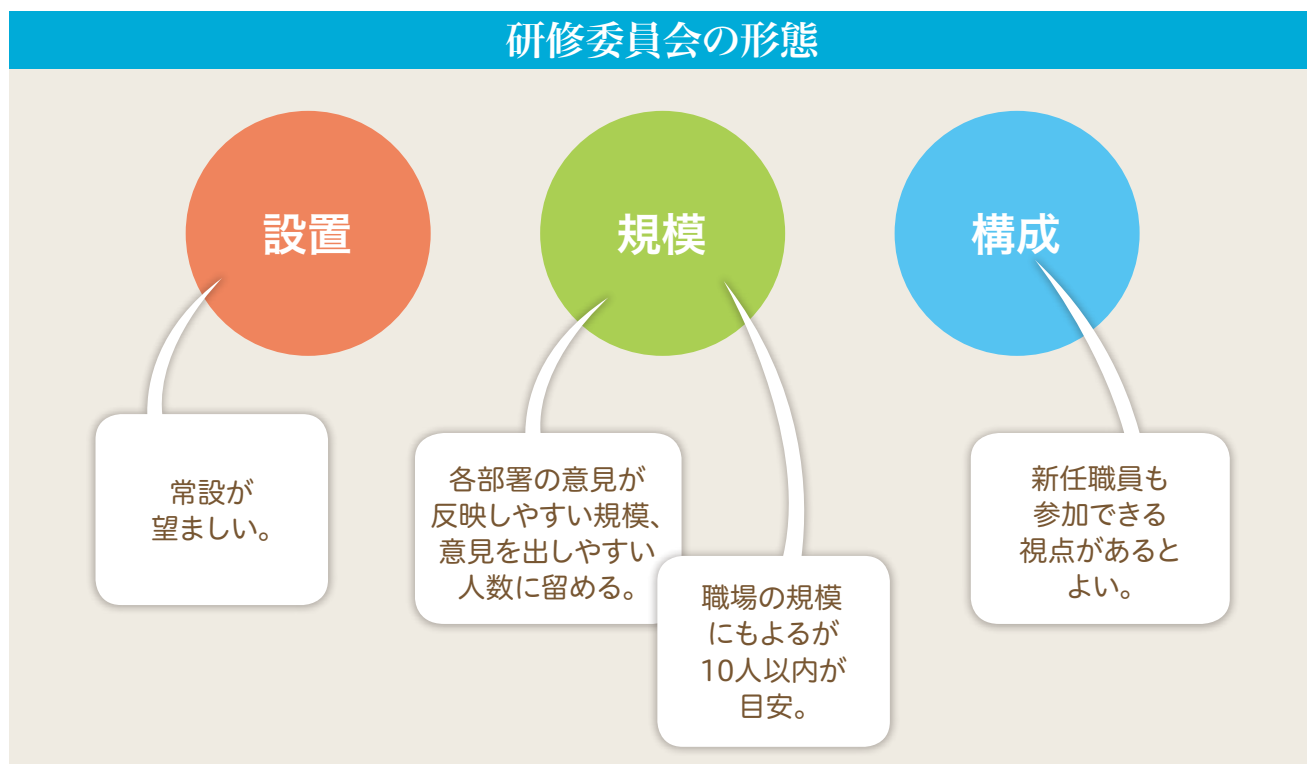 研修委員会の形態
設置
規模
構成
常設が
望ましい。
各部署の意見が
反映しやすい規模、
意見を出しやすい
人数に留める。
職場の規模
にもよるが
10人以内が
目安。
新任職員も
参加できる
視点があると
よい。